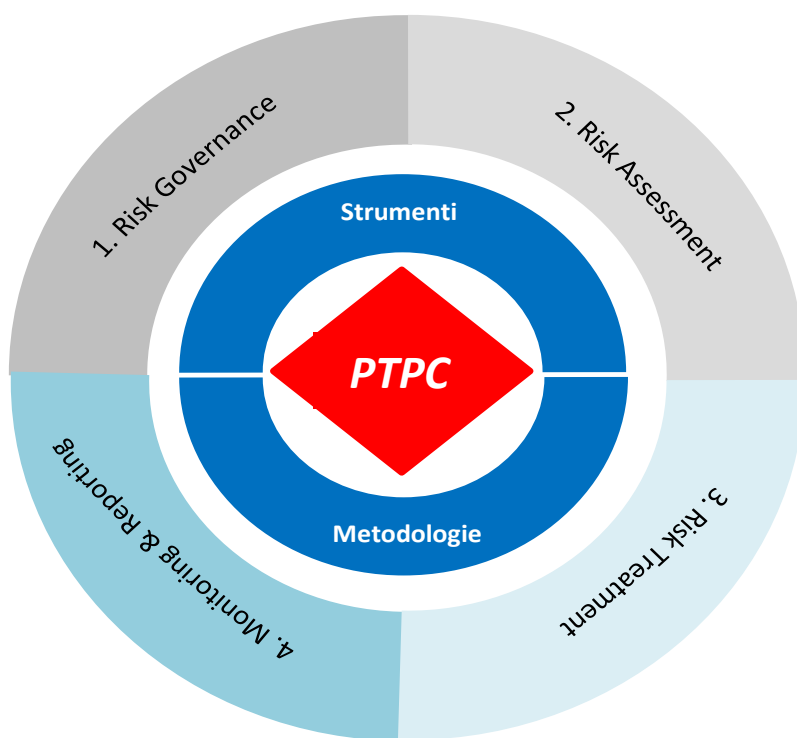 1. Risk Governance
2. Risk Assessment
Strumenti
PTPC
Metodologie
3. Risk Treatment
4. Monitoring & Reporting